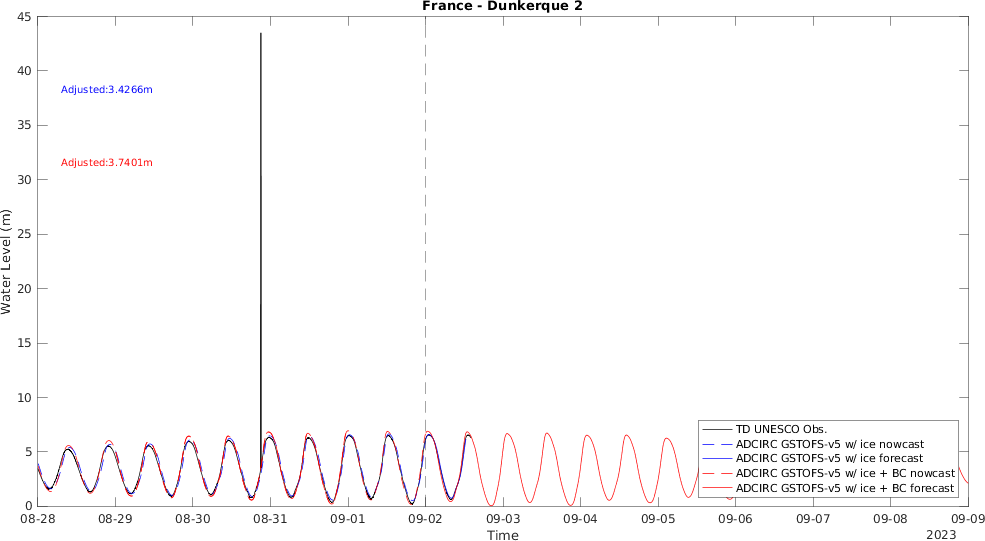 France - Dunkerque 2
45
40
35
30
25
20
15
10
5
0
Water Level (m)
Adjusted:3.4266m
Adjusted:3.7401m
TD UNESCO Obs.
ADCIRC GSTOFS-v5 w/ ice nowcast
ADCIRC GSTOFS-v5 w/ ice forecast
ADCIRC GSTOFS-v5 w/ ice + BC nowcast
ADCIRC GSTOFS-v5 w/ ice + BC forecast
08-28 08-29 08-30 08-31 09-01 09-02 09-03 09-04 09-05 09-06 09-07 09-08 09-09
Time
2023